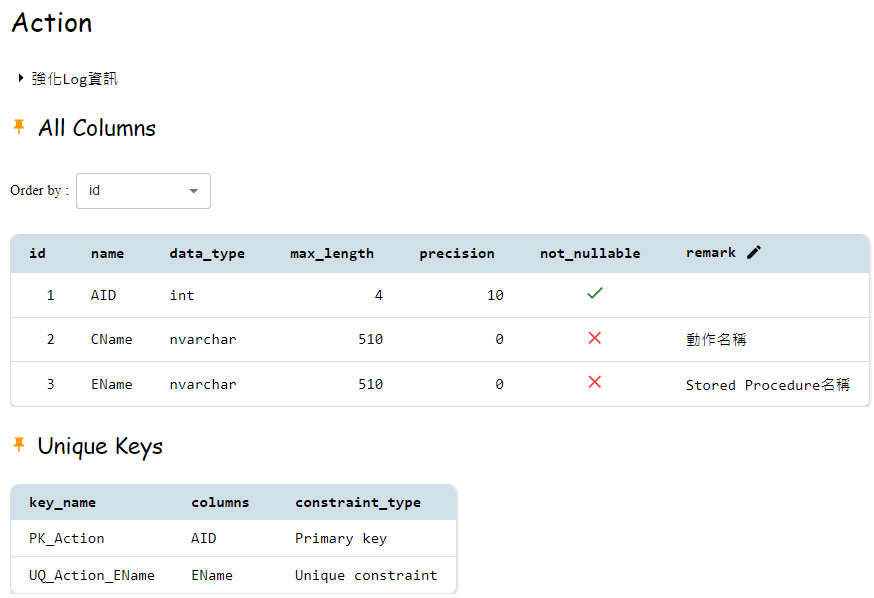 Action
強化Log資訊
All Columns
Order by : id
id name data_type max_length precision not_nullable remark
1 AID int 4 10
2 CName nvarchar 510 0 動作名稱
3 EName nvarchar 510 0 Stored Procedure名稱
Unique Keys
key_name columns constraint_type
PK_Action AID Primary key
UQ_Action_EName EName Unique constraint